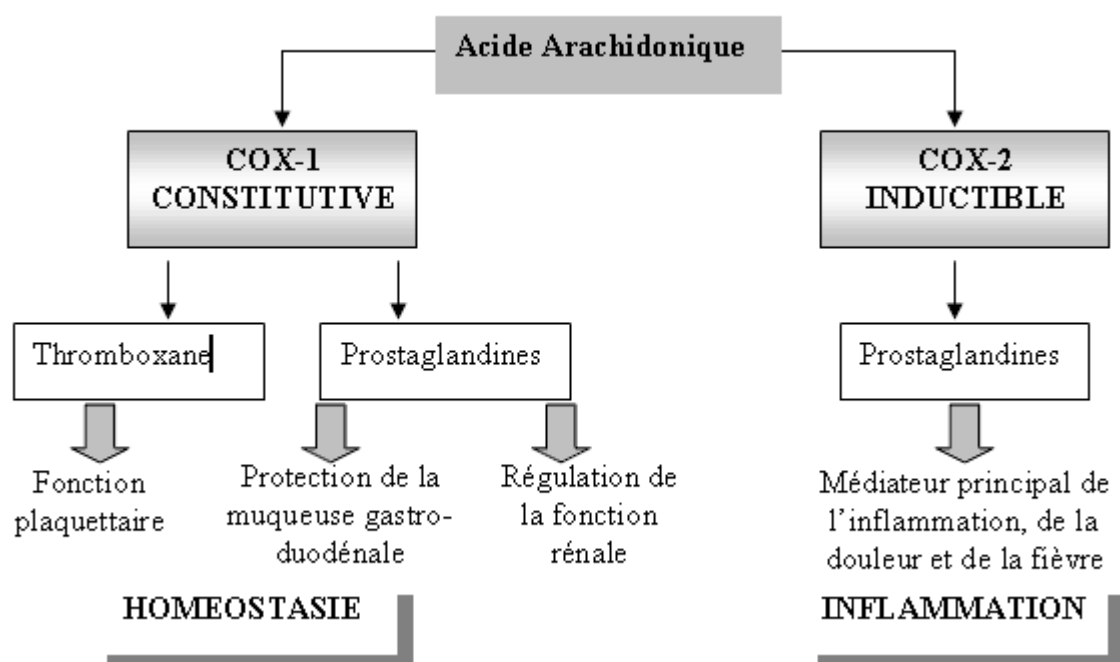 Acide Arachidonique
COX-1
CONSTITUTIVE
COX-2
INDUCTIBLE
Thromboxane
Prostaglandines
Prostaglandines
Fonction
plaquettaire
Protection de la
muqueuse gastro-
duodénale
Régulation de
la fonction
rénale
Médiateur principal de
l'inflammation, de la
douleur et de la fièvre
HOMEOSTASIE
INFLAMMATION